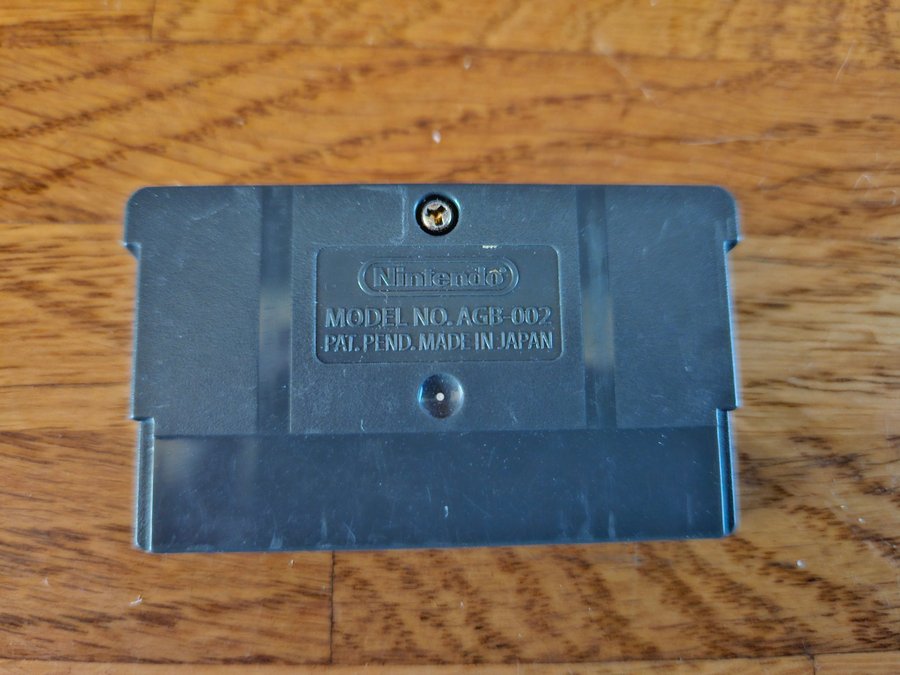 Nintendo
MODEL NO. AGB-002
PAT. PEND. MADE IN JAPAN